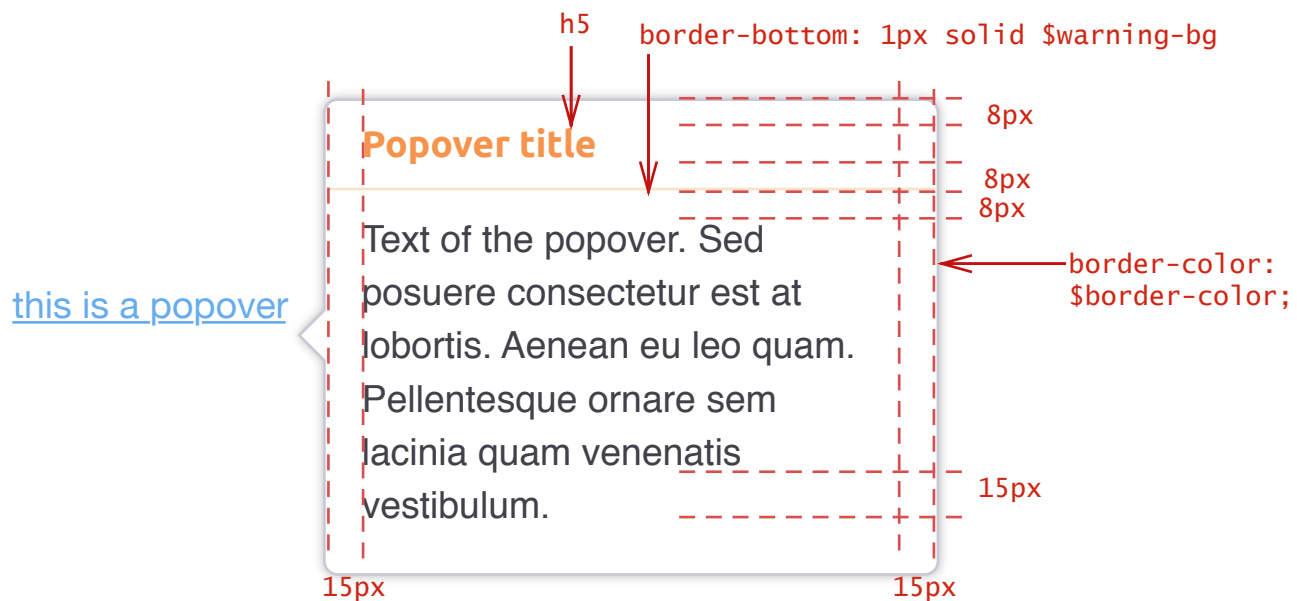 h5
border-bottom: 1px solid $warning-bg
8px
Popover title
8px
8px
Text of the popover. Sed
posuere consectetur est at
lobortis. Aenean eu leo quam.
Pellentesque ornare sem
lacinia quam venenatis
vestibulum.
border-color:
$border-color;
this is a popover
15px
15px
15px